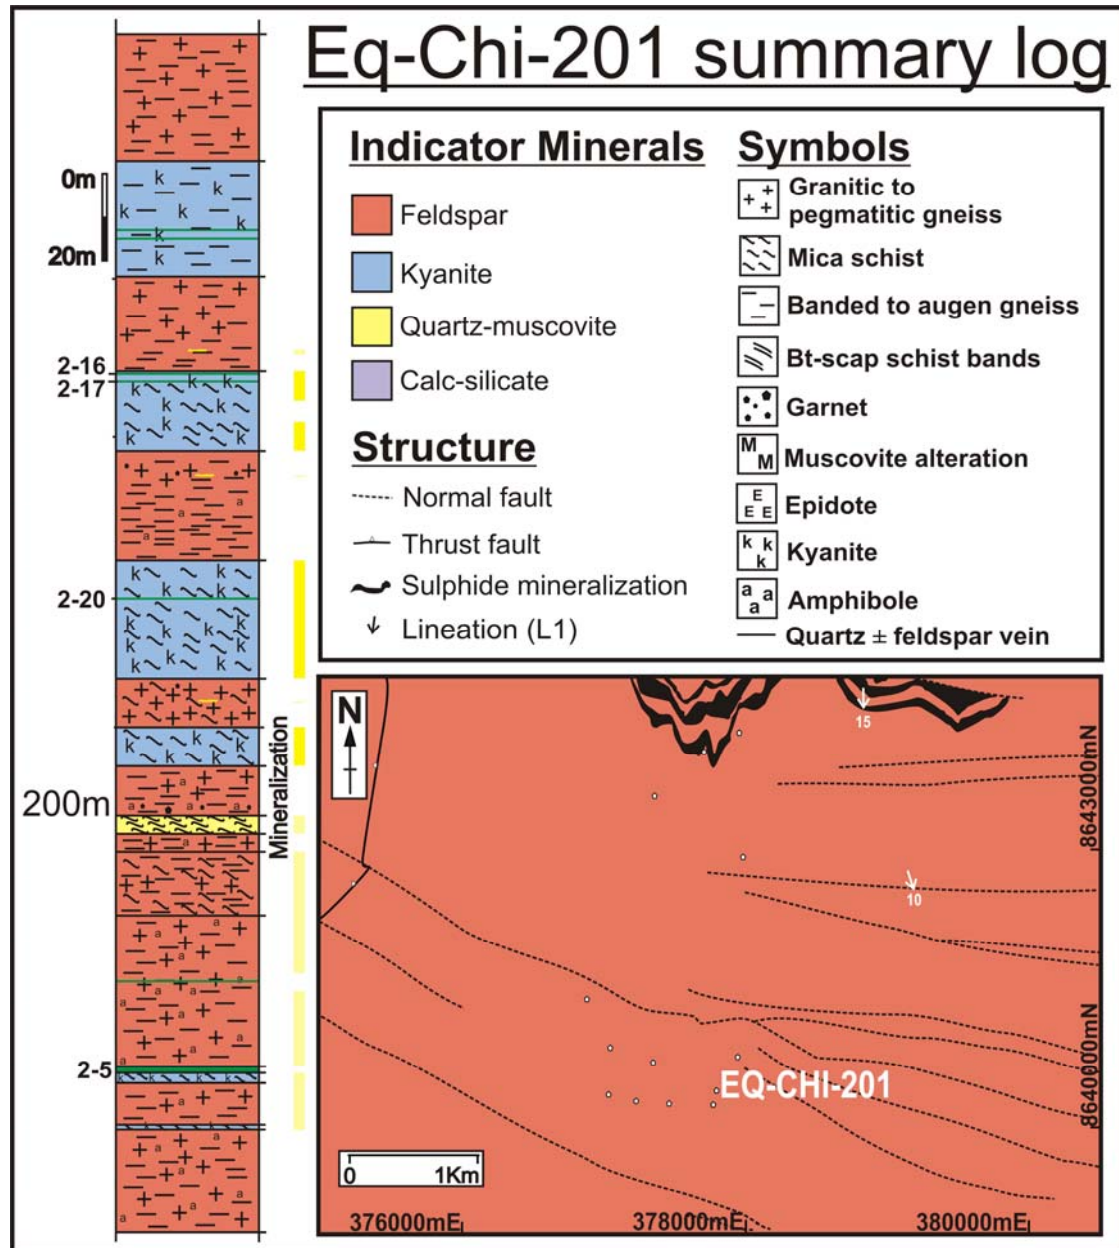 Eq-Chi-201 summary log
0m
20m
2-16
2-17
2-20
200m
2-5
Mineralization
Indicator Minerals
Feldspar
Kyanite
Quartz-muscovite
Calc-silicate
Structure
Normal fault
Thrust fault
Sulphide mineralization
Lineation (L1)
Symbols
Granitic to
pegmatitic gneiss
Mica schist
Banded to augen gneiss
Bt-scap schist bands
Garnet
M
M
Muscovite alteration
E
E E
Epidote
k k
k
Kyanite
a a
a
Amphibole
Quartz ± feldspar vein
N
15
10
8643000mN
8640000mN
EQ-CHI-201
0 1Km
376000mE
378000mE
380000mE